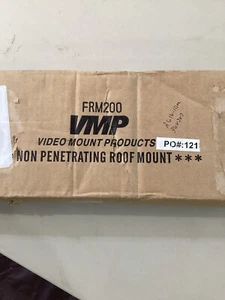 FRM200
VMP
VIDEO MOUNT PRODUCTS
PO#:121
NON PENETRATING ROOF MOUNT ***